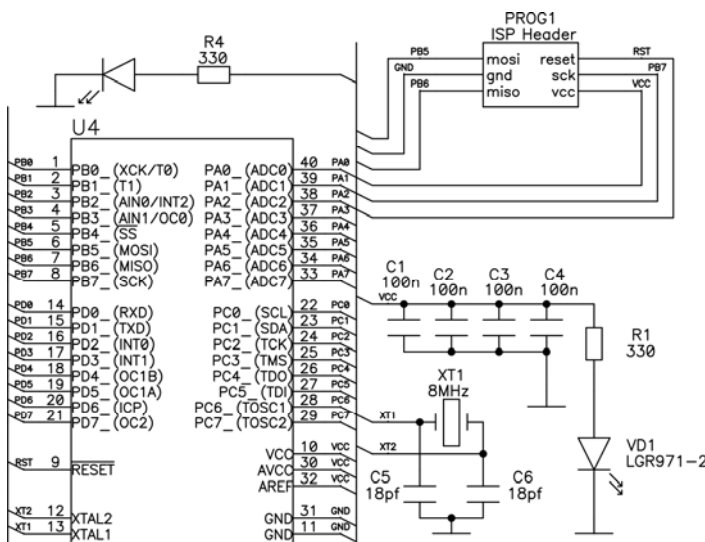 PROG1
ISP Header
R4
330
PB5 mosi reset RST
GND gnd sck PB7
PB6 miso vcc VCC
U4
PB0 1 PB0_(XCK/T0) PA0_(ADC0) 40 PA0
PB1 2 PB1_(T1) PA1_(ADC1) 39 PA1
PB2 3 PB2_(AIN0/INT2) PA2_(ADC2) 38 PA2
PB3 4 PB3_(AIN1/OC0) PA3_(ADC3) 37 PA3
PB4 5 PB4_(SS PA4_(ADC4) 36 PA4
PB5 6 PB5_(MOSI) PA5_(ADC5) 35 PA5
PB6 7 PB6_(MISO) PA6_(ADC6) 34 PA6
PB7 8 PB7_(SCK) PA7_(ADC7) 33 PA7
PD0 14 PD0_(RXD) PC0_(SCL) 22 PC0
PD1 15 PD1_(TXD) PC1_(SDA) 23 PC1
PD2 16 PD2_(INT0) PC2_(TCK) 24 PC2
PD3 17 PD3_(INT1) PC3_(TMS) 25 PC3
PD4 18 PD4_(OC1B) PC4_(TDO) 26 PC4
PD5 19 PD5_(OC1A) PC5_(TDI) 27 PC5
PD6 20 PD6_(ICP) PC6_(TOSC1) 28 PC6
PD7 21 PD7_(OC2) PC7_(TOSC2) 29 PC7
VCC 10 VCC
RST 9 RESET AVCC 30 VCC
AREF 32 VCC
XT2 12 XTAL2 GND 31 GND
XT1 13 XTAL1 GND 11 GND
C1 C2 C3 C4
100n 100n 100n 100n
VCC
R1
330
XT1
8MHz
XT1
XT2
VD1
LGR971-2
C5 C6
18pf 18pf